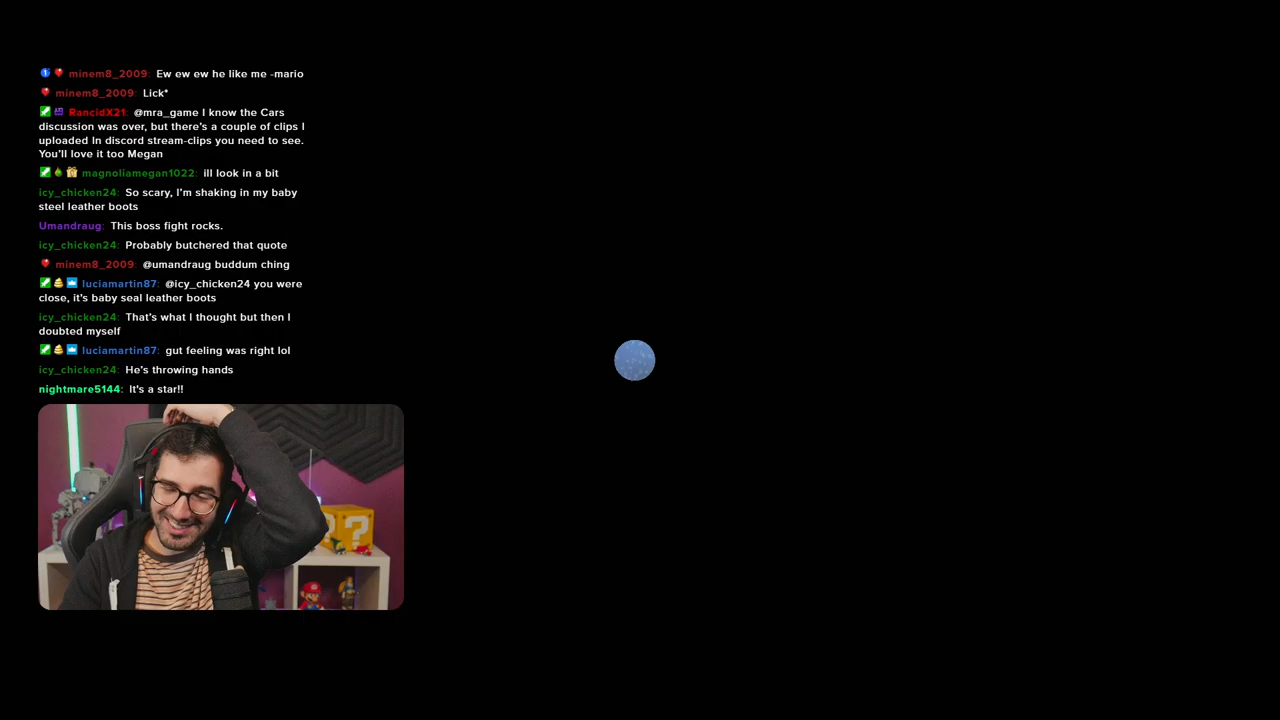 minem8_2009: Ew ew ew he like me -mario
minem8_2009: Lick*
RancidX21: @mra_game I know the Cars
discussion was over, but there's a couple of clips I
uploaded In discord stream-clips you need to see.
You'll love it too Megan
magnoliamegan1022: ill look in a bit
icy_chicken24: So scary, I'm shaking in my baby
steel leather boots
Umandraug: This boss fight rocks.
icy_chicken24: Probably butchered that quote
minem8_2009: @umandraug buddum ching
luciamartin87: @icy_chicken24 you were
close, it's baby seal leather boots
icy_chicken24: That's what I thought but then I
doubted myself
luciamartin87: gut feeling was right lol
icy_chicken24: He's throwing hands
nightmare5144: It's a star!!
? ?